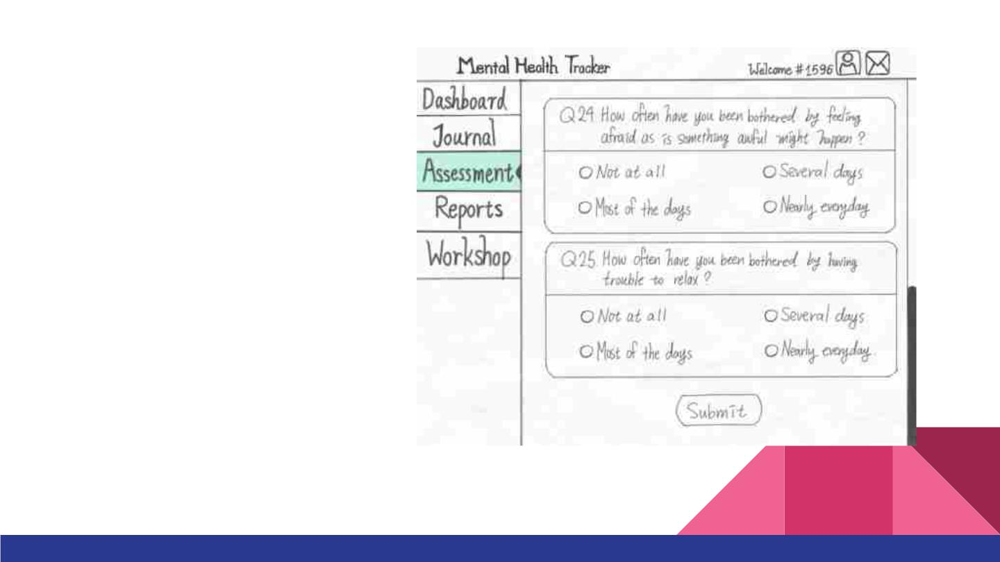 Mental Health Tracker
Welcome #1596
Dashboard
Journal
Assessment
Reports
Workshop
Q24 How often have you been bothered by feeling
afraid as is something awful might happen?
Not at all
Several days
Most of the days
Nearly everyday
Q25 How often have you been bothered by having
trouble to relax?
Not at all
Several days
Most of the days
Nearly everyday.
Submit